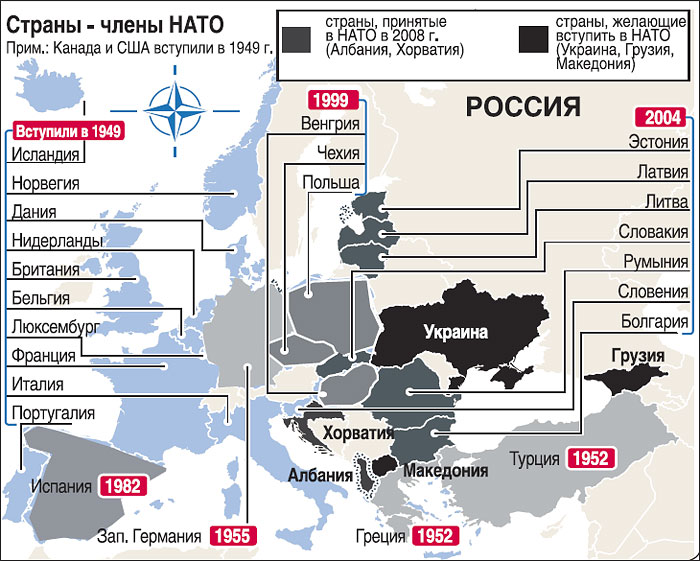 Страны - члены НАТО
Прим.: Канада и США вступили в 1949 г.
страны, принятые
в НАТО в 2008 г.
(Албания, Хорватия)
страны, желающие
вступить в НАТО
(Украина, Грузия,
Македония)
Вступили в 1949
Исландия
Норвегия
Дания
Нидерланды
Британия
Бельгия
Люксембург
Франция
Италия
Португалия
1999
Венгрия
Чехия
Польша
РОССИЯ
2004
Эстония
Латвия
Литва
Словакия
Румыния
Словения
Болгария
Украина
Грузия
Хорватия
Албания
Македония
Турция 1952
Испания 1982
Зап. Германия 1955
Греция 1952